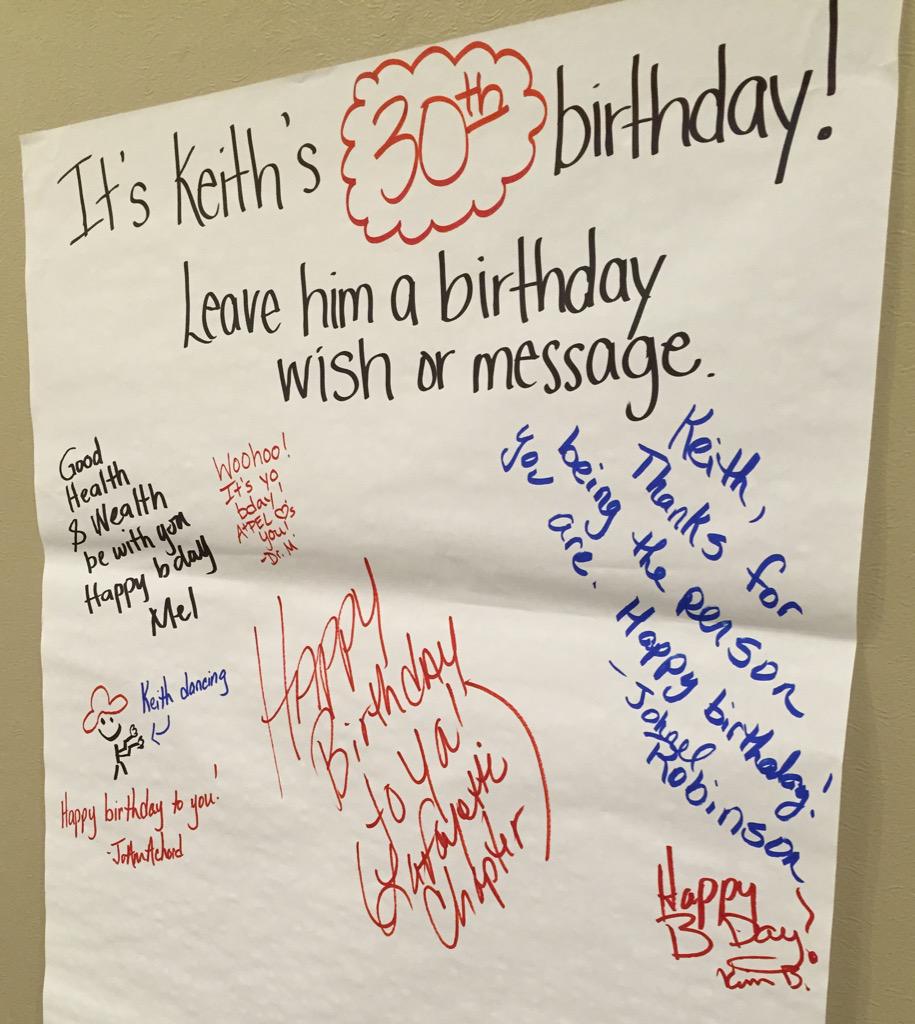 It's Keith's 30th birthday!
Leave him a birthday
wish or message.
Good
Health
& Wealth
be with you
Happy bday
Mel
Woohoo!
It's yo
bday!
A+PEL ♡'s
you!
-Dr. M
Keith,
Thanks for
being the person
you are. Happy birthday!
- Robinson
Keith dancing
Happy birthday to you!
Happy
Birthday
to ya!
Lafayette
Chapter
Happy
B Day!
Kim B.